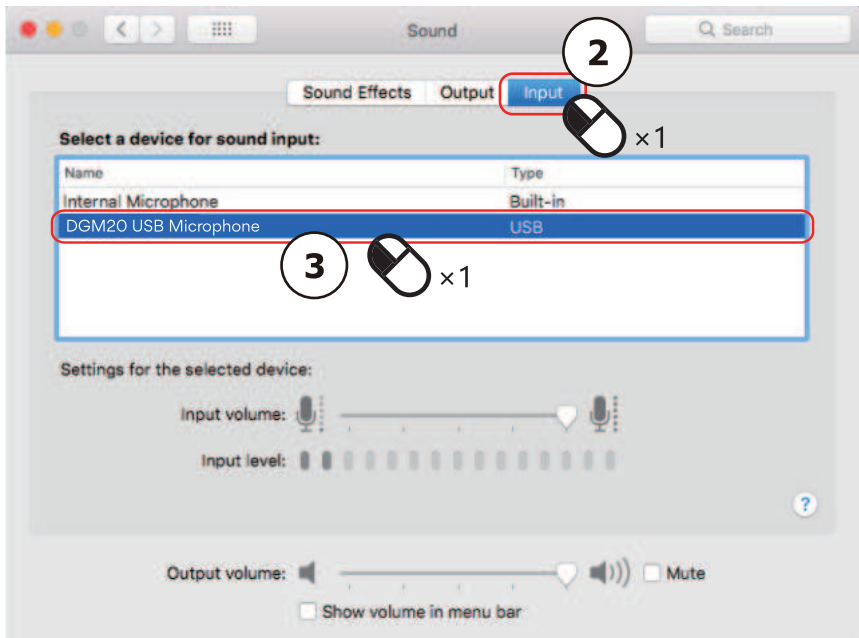 Sound
Search
2
Sound Effects Output Input
×1
Select a device for sound input:
Name Type
Internal Microphone Built-in
DGM20 USB Microphone USB
3
×1
Settings for the selected device:
Input volume:
Input level:
?
Output volume: Mute
Show volume in menu bar